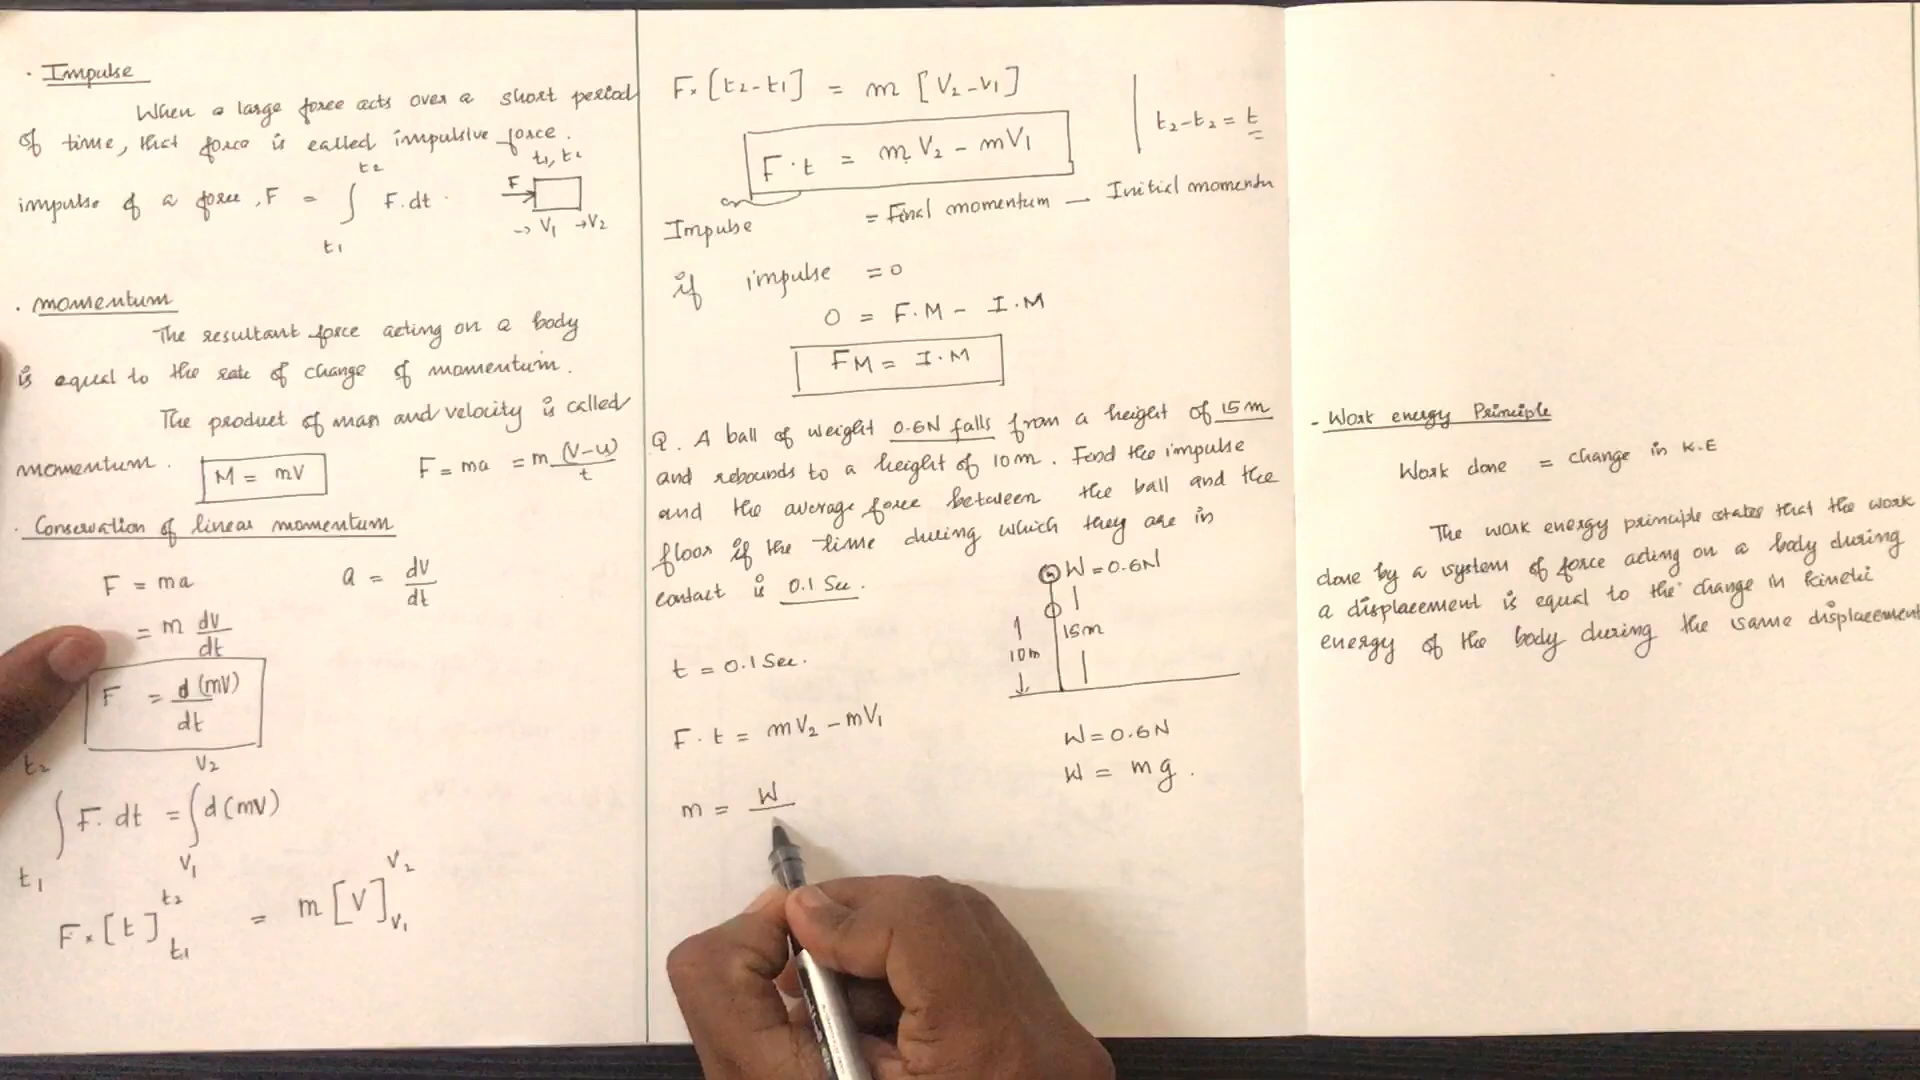 . Impulse
When a large force acts over a short period
of time, that force is called impulsive force.
t1, t2
impulse of a force, F = ∫ F. dt
t2
t1
F
→ V1 → V2
. momentum
The resultant force acting on a body
is equal to the rate of change of momentum.
The product of mass and velocity is called
momentum.
M = mV
F = ma = m (V-u)/t
. Conservation of linear momentum
F = ma
a = dv/dt
= m dv/dt
F = d(mv)/dt
t2 V2
∫ F. dt = ∫ d(mv)
t1 V1
F × [t] t2 t1 = m [V] V2 V1
F × [t2-t1] = m [V2-V1]
t2-t2 = t
F·t = mV2 - mV1
Impulse = Final momentum — Initial momentu
if impulse = 0
0 = F.M - I.M
FM = I.M
Q. A ball of weight 0.6N falls from a height of 15m
and rebounds to a height of 10m. Find the impulse
and the average force between the ball and the
floor if the time during which they are in
contact is 0.1 Sec.
W = 0.6N
15m
10m
t = 0.1 Sec.
F · t = mV2 - mV1
W = 0.6N
W = mg.
m = W
- Work energy Principle
Work done = change in K.E
The work energy principle states that the work
done by a system of force acting on a body during
a displacement is equal to the change in kinetic
energy of the body during the same displacement